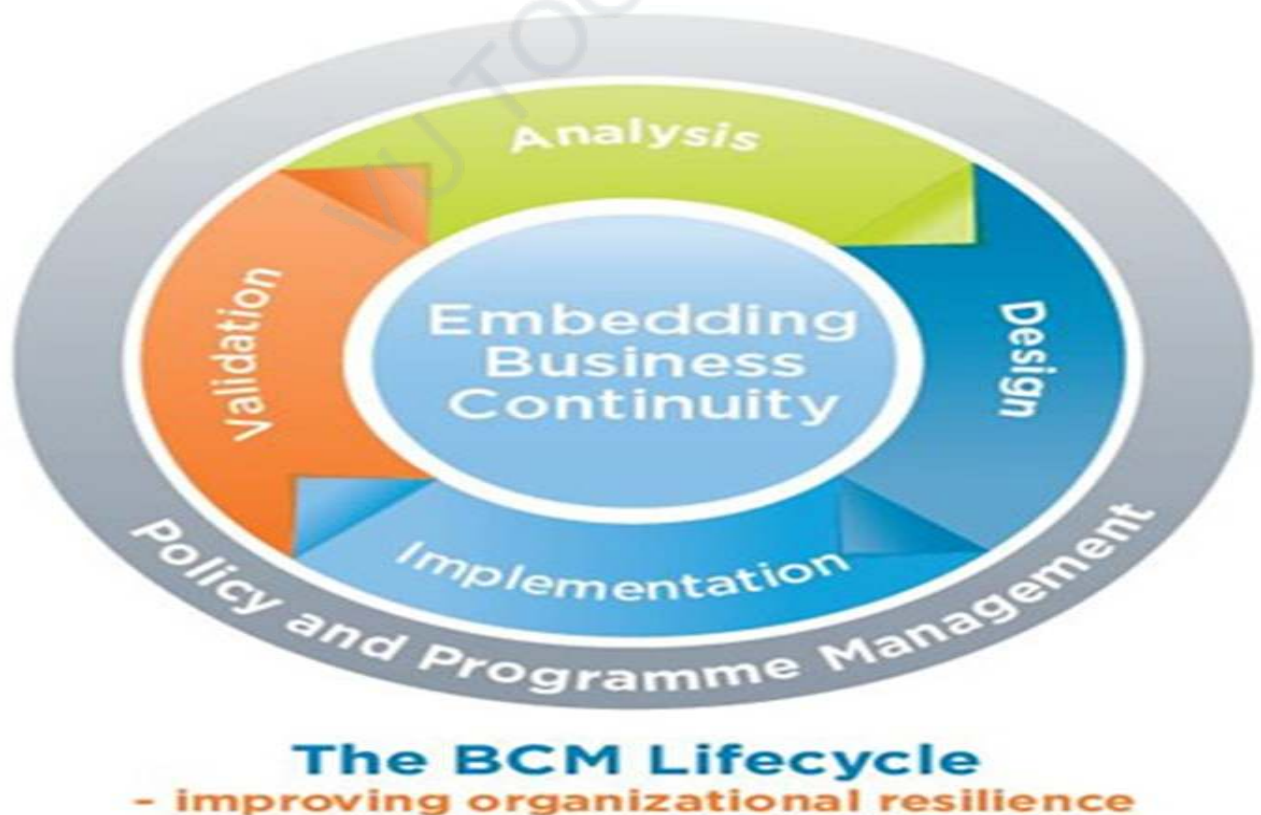 Analysis
Design
Implementation
Validation
Embedding
Business
Continuity
Policy and Programme Management
The BCM Lifecycle
- improving organizational resilience